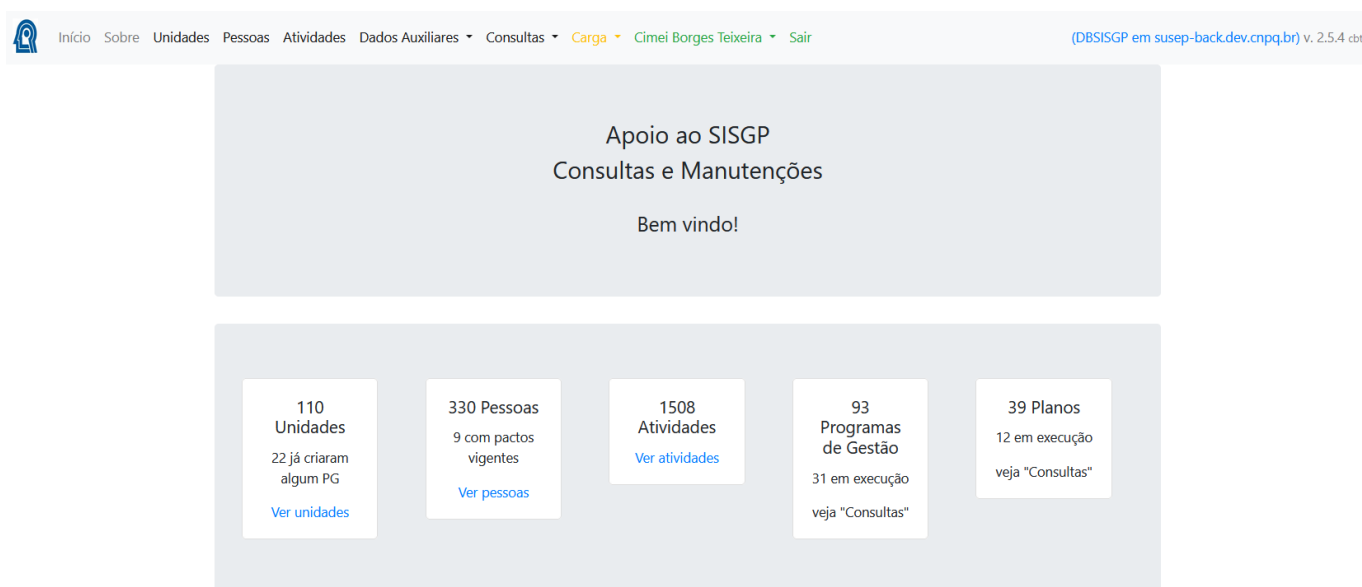 Início Sobre Unidades Pessoas Atividades Dados Auxiliares Consultas Carga Cimei Borges Teixeira Sair (DBSISGP em susep-back.dev.cnpq.br) v. 2.5.4 cbt
Apoio ao SISGP
Consultas e Manutenções
Bem vindo!
110
Unidades
22 já criaram
algum PG
Ver unidades
330 Pessoas
9 com pactos
vigentes
Ver pessoas
1508
Atividades
Ver atividades
93
Programas
de Gestão
31 em execução
veja "Consultas"
39 Planos
12 em execução
veja "Consultas"